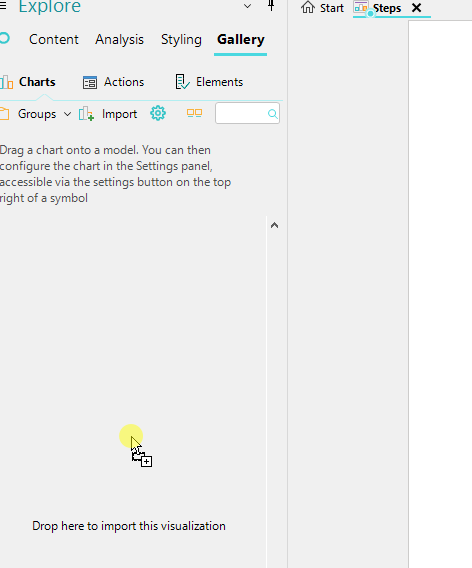 Explore
Start
Steps
Content
Analysis
Styling
Gallery
Charts
Actions
Elements
Groups
Import
Drag a chart onto a model. You can then
configure the chart in the Settings panel,
accessible via the settings button on the top
right of a symbol
Drop here to import this visualization